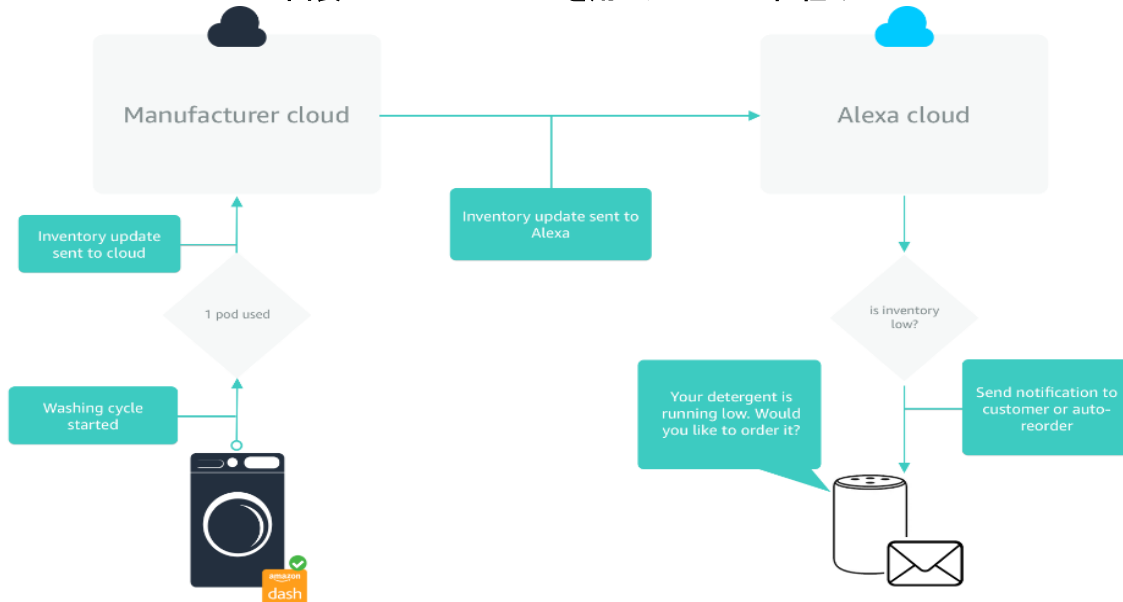 Manufacturer cloud
Alexa cloud
Inventory update sent to
Alexa
Inventory update
sent to cloud
1 pod used
is inventory
low?
Washing cycle
started
Your detergent is
running low. Would
you like to order it?
Send notification to
customer or auto-
reorder
amazon
dash